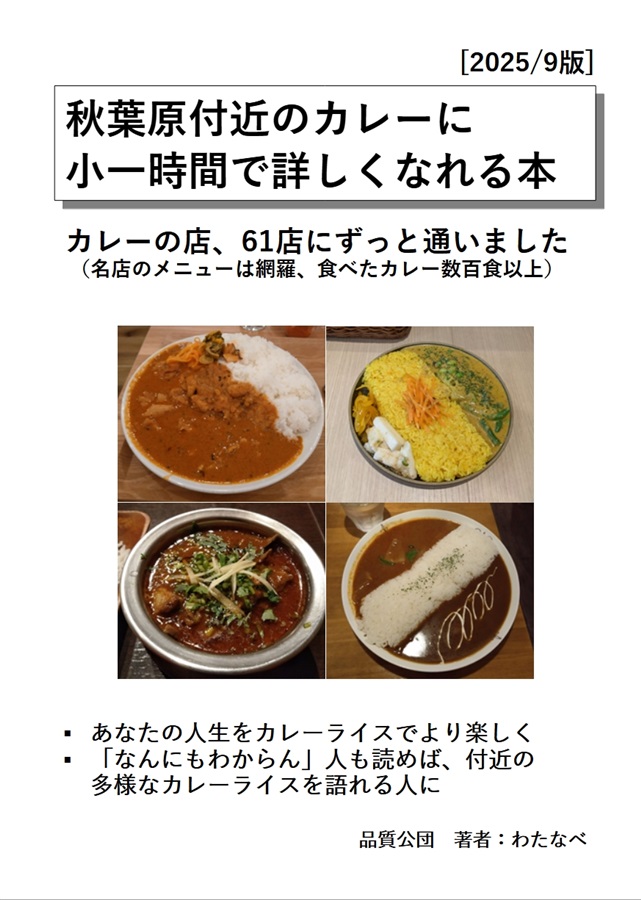 [2025/9版]
秋葉原付近のカレーに
小一時間で詳しくなれる本
カレーの店、61店にずっと通いました
（名店のメニューは網羅、食べたカレー数百食以上）
▪ あなたの人生をカレーライスでより楽しく
▪ 「なんにもわからん」人も読めば、付近の
多様なカレーライスを語れる人に
品質公団 著者：わたなべ